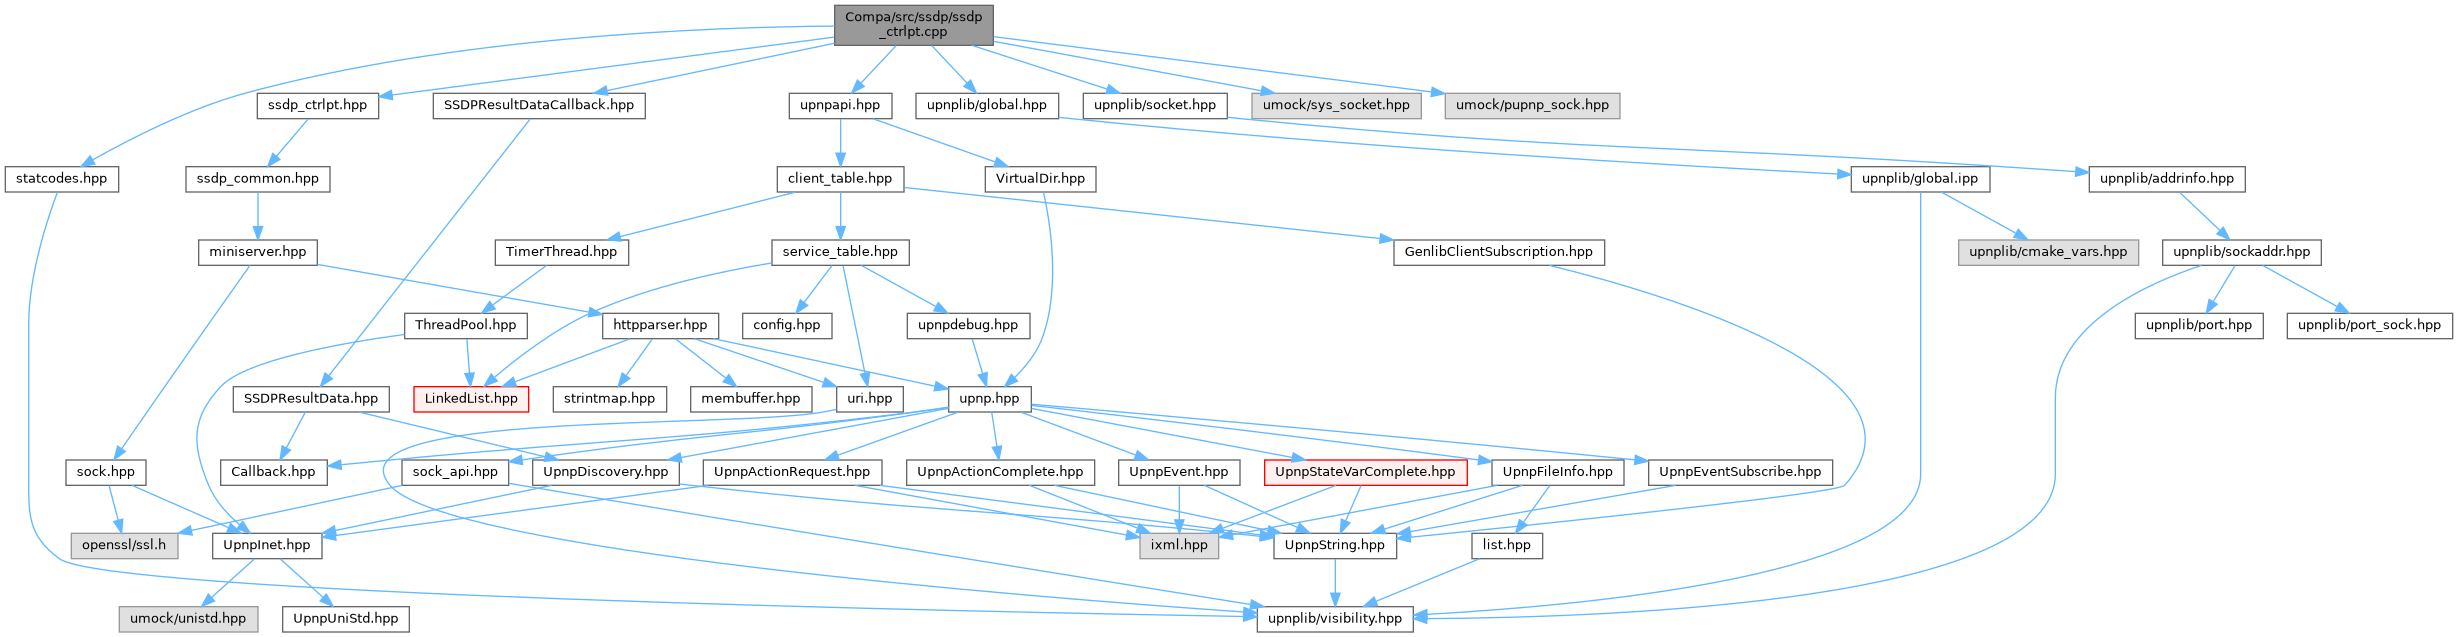 Compa/src/ssdp/ssdp
_ctrlpt.cpp
ssdp_ctrlpt.hpp
SSDPResultDataCallback.hpp
upnpapi.hpp
upnplib/global.hpp
upnplib/socket.hpp
umock/sys_socket.hpp
umock/pupnp_sock.hpp
statcodes.hpp
ssdp_common.hpp
client_table.hpp
VirtualDir.hpp
upnplib/global.ipp
upnplib/addrinfo.hpp
miniserver.hpp
TimerThread.hpp
service_table.hpp
GenlibClientSubscription.hpp
upnplib/cmake_vars.hpp
upnplib/sockaddr.hpp
ThreadPool.hpp
httpparser.hpp
config.hpp
upnpdebug.hpp
upnplib/port.hpp
upnplib/port_sock.hpp
SSDPResultData.hpp
LinkedList.hpp
strintmap.hpp
membuffer.hpp
uri.hpp
upnp.hpp
sock.hpp
Callback.hpp
sock_api.hpp
UpnpDiscovery.hpp
UpnpActionRequest.hpp
UpnpActionComplete.hpp
UpnpEvent.hpp
UpnpStateVarComplete.hpp
UpnpFileInfo.hpp
UpnpEventSubscribe.hpp
openssl/ssl.h
UpnpInet.hpp
ixml.hpp
UpnpString.hpp
list.hpp
umock/unistd.hpp
UpnpUniStd.hpp
upnplib/visibility.hpp